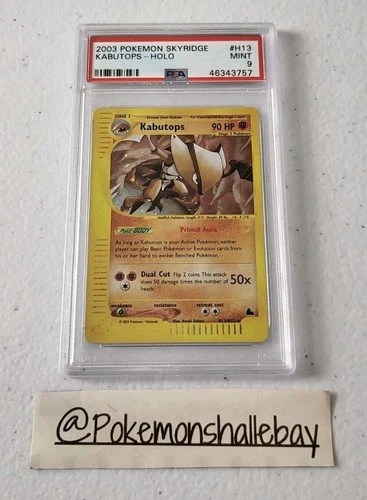 2003 POKEMON SKYRIDGE #H13
KABUTOPS - HOLO MINT
9
PSA 46343757
STAGE 2
Kabutops 90 HP
Primal Aura
Poké-BODY
As long as Kabutops is your Active Pokémon, neither
player can play Basic Pokémon or Evolution cards from
his or her hand to evolve Benched Pokémon.
Dual Cut Flip 2 coins. This attack
does 50 damage times the number of
heads. 50x
weakness resistance retreat cost
@Pokemonshallebay